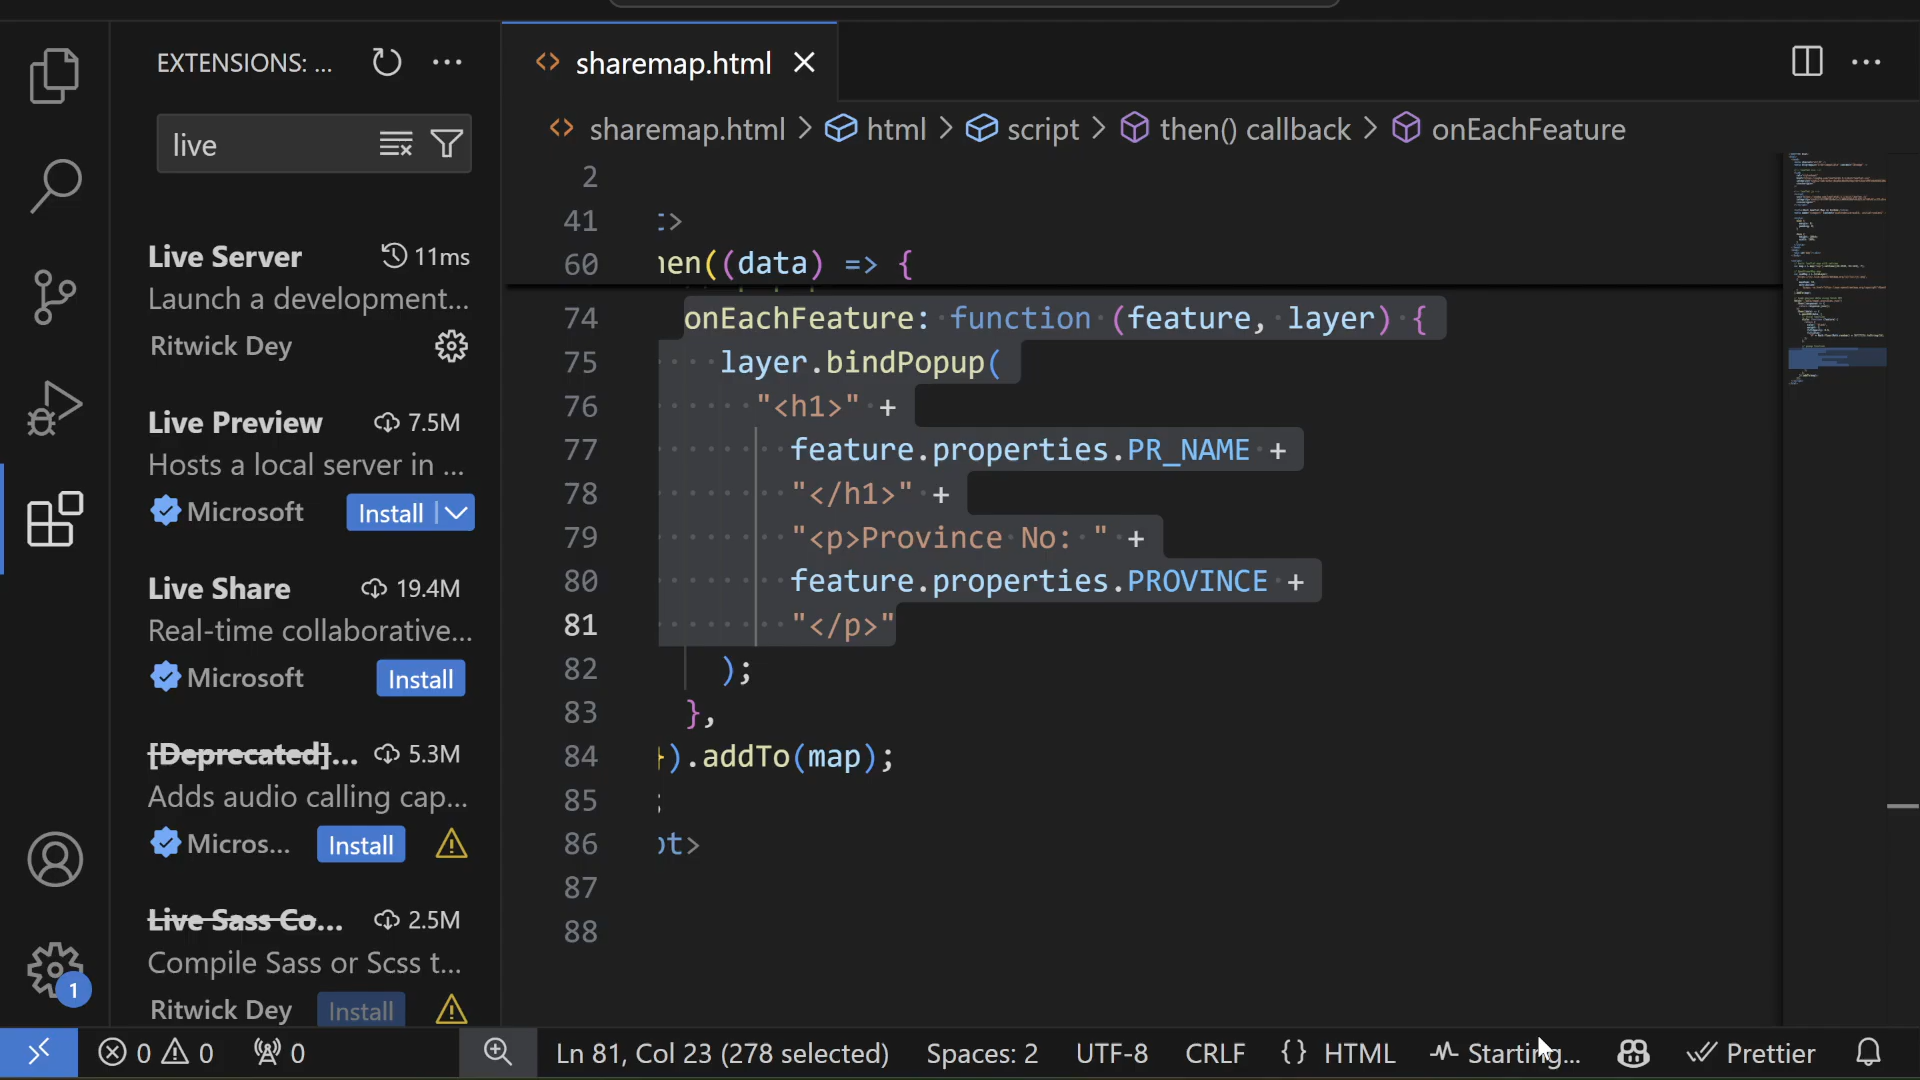 EXTENSIONS: ...
live
Live Server 11ms
Launch a development...
Ritwick Dey
Live Preview 7.5M
Hosts a local server in ...
Microsoft Install
Live Share 19.4M
Real-time collaborative...
Microsoft Install
[Deprecated]... 5.3M
Adds audio calling cap...
Micros... Install
Live Sass Co... 2.5M
Compile Sass or Scss t...
Ritwick Dey Install
1
sharemap.html
sharemap.html > html > script > then() callback > onEachFeature
2
41 t>
60 hen((data) => {
74 onEachFeature: function (feature, layer) {
75 layer.bindPopup(
76 "<h1>" +
77 feature.properties.PR_NAME +
78 "</h1>" +
79 "<p>Province No: " +
80 feature.properties.PROVINCE +
81 "</p>"
82 );
83 },
84 }).addTo(map);
85 ;
86 pt>
87
88
0 0 0 Ln 81, Col 23 (278 selected) Spaces: 2 UTF-8 CRLF {} HTML Starting... Prettier